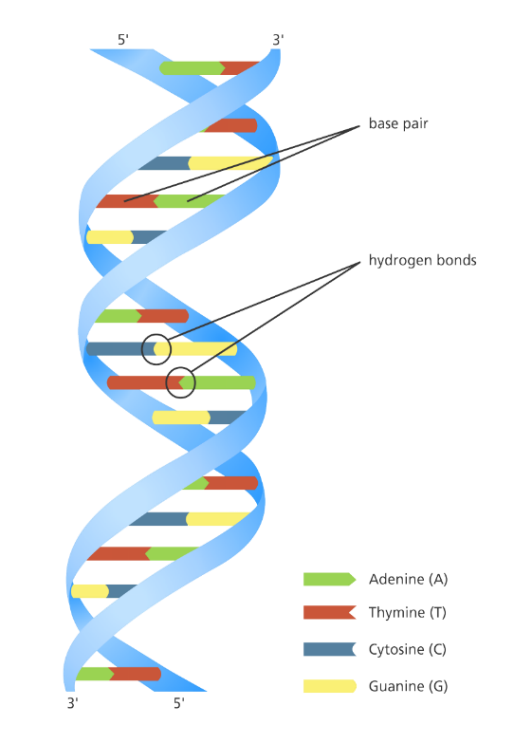 5'
3'
base pair
hydrogen bonds
Adenine (A)
Thymine (T)
Cytosine (C)
Guanine (G)
3'
5'